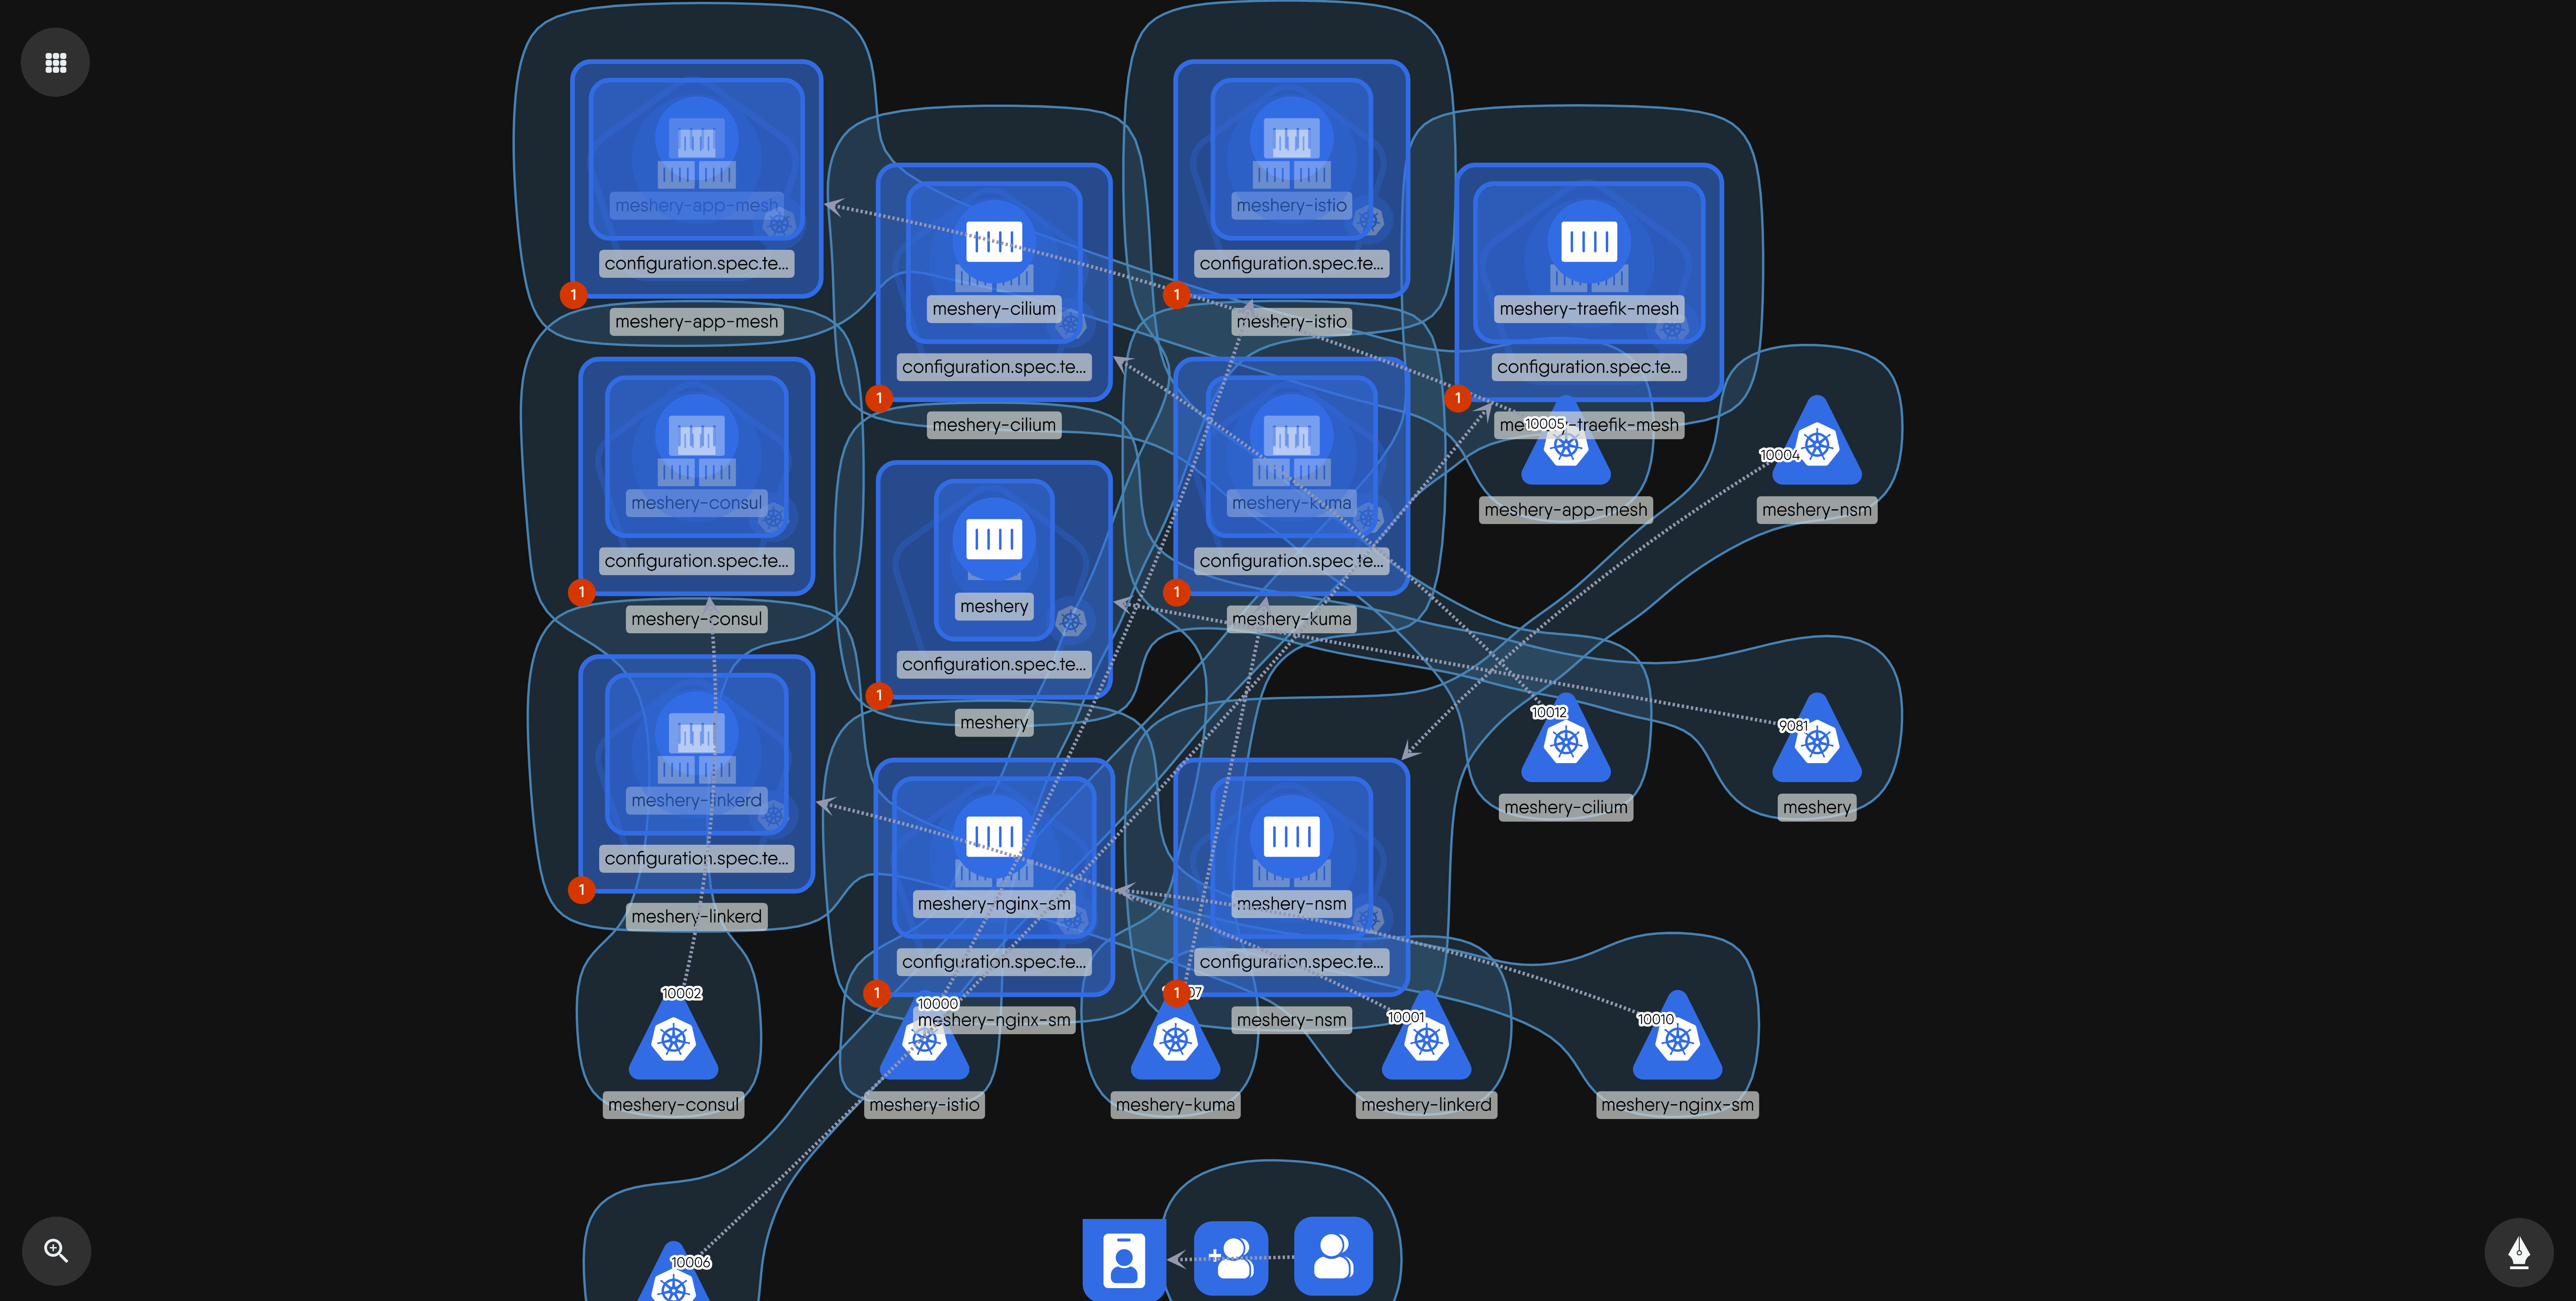 meshery-app-mesh
configuration.spec.te...
1
meshery-app-mesh
meshery-istio
configuration.spec.te...
1
meshery-istio
meshery-cilium
configuration.spec.te...
1
meshery-cilium
meshery-traefik-mesh
configuration.spec.te...
1
-traefik-mesh
10005
meshery-app-mesh
10004
meshery-nsm
meshery-consul
configuration.spec.te...
1
meshery-consul
meshery-kuma
configuration.spec.te...
1
meshery-kuma
meshery
configuration.spec.te...
1
meshery
10012
meshery-cilium
9081
meshery
meshery-linkerd
configuration.spec.te...
1
meshery-linkerd
meshery-nginx-sm
configuration.spec.te...
1
meshery-nginx-sm
meshery-nsm
configuration.spec.te...
1
meshery-nsm
10002
meshery-consul
10000
meshery-istio
07
meshery-kuma
10001
meshery-linkerd
10010
meshery-nginx-sm
10006